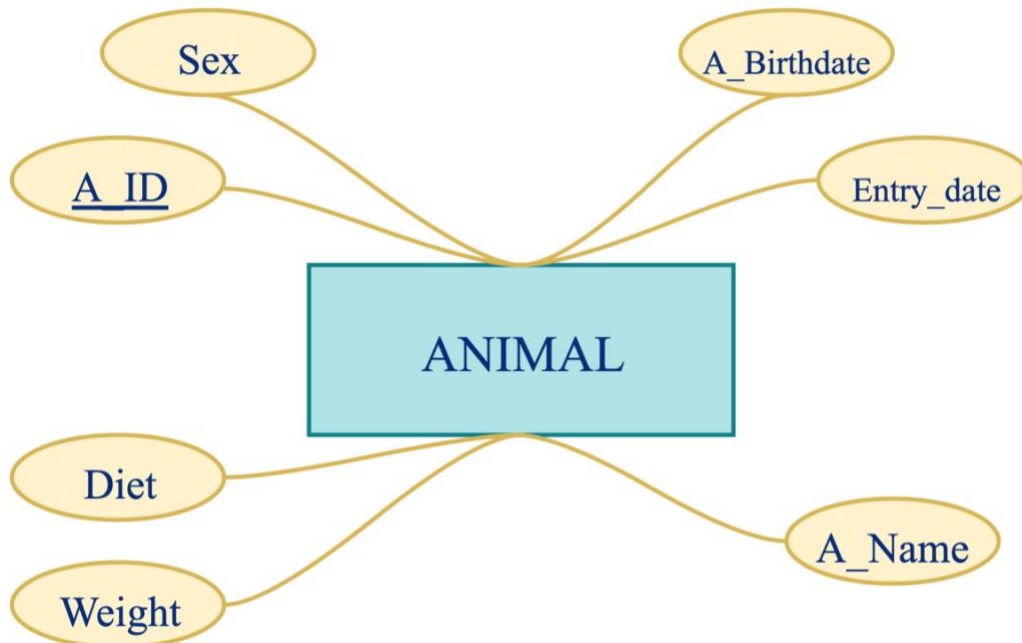 Sex
A_Birthdate
A_ID
Entry_date
ANIMAL
Diet
A_Name
Weight